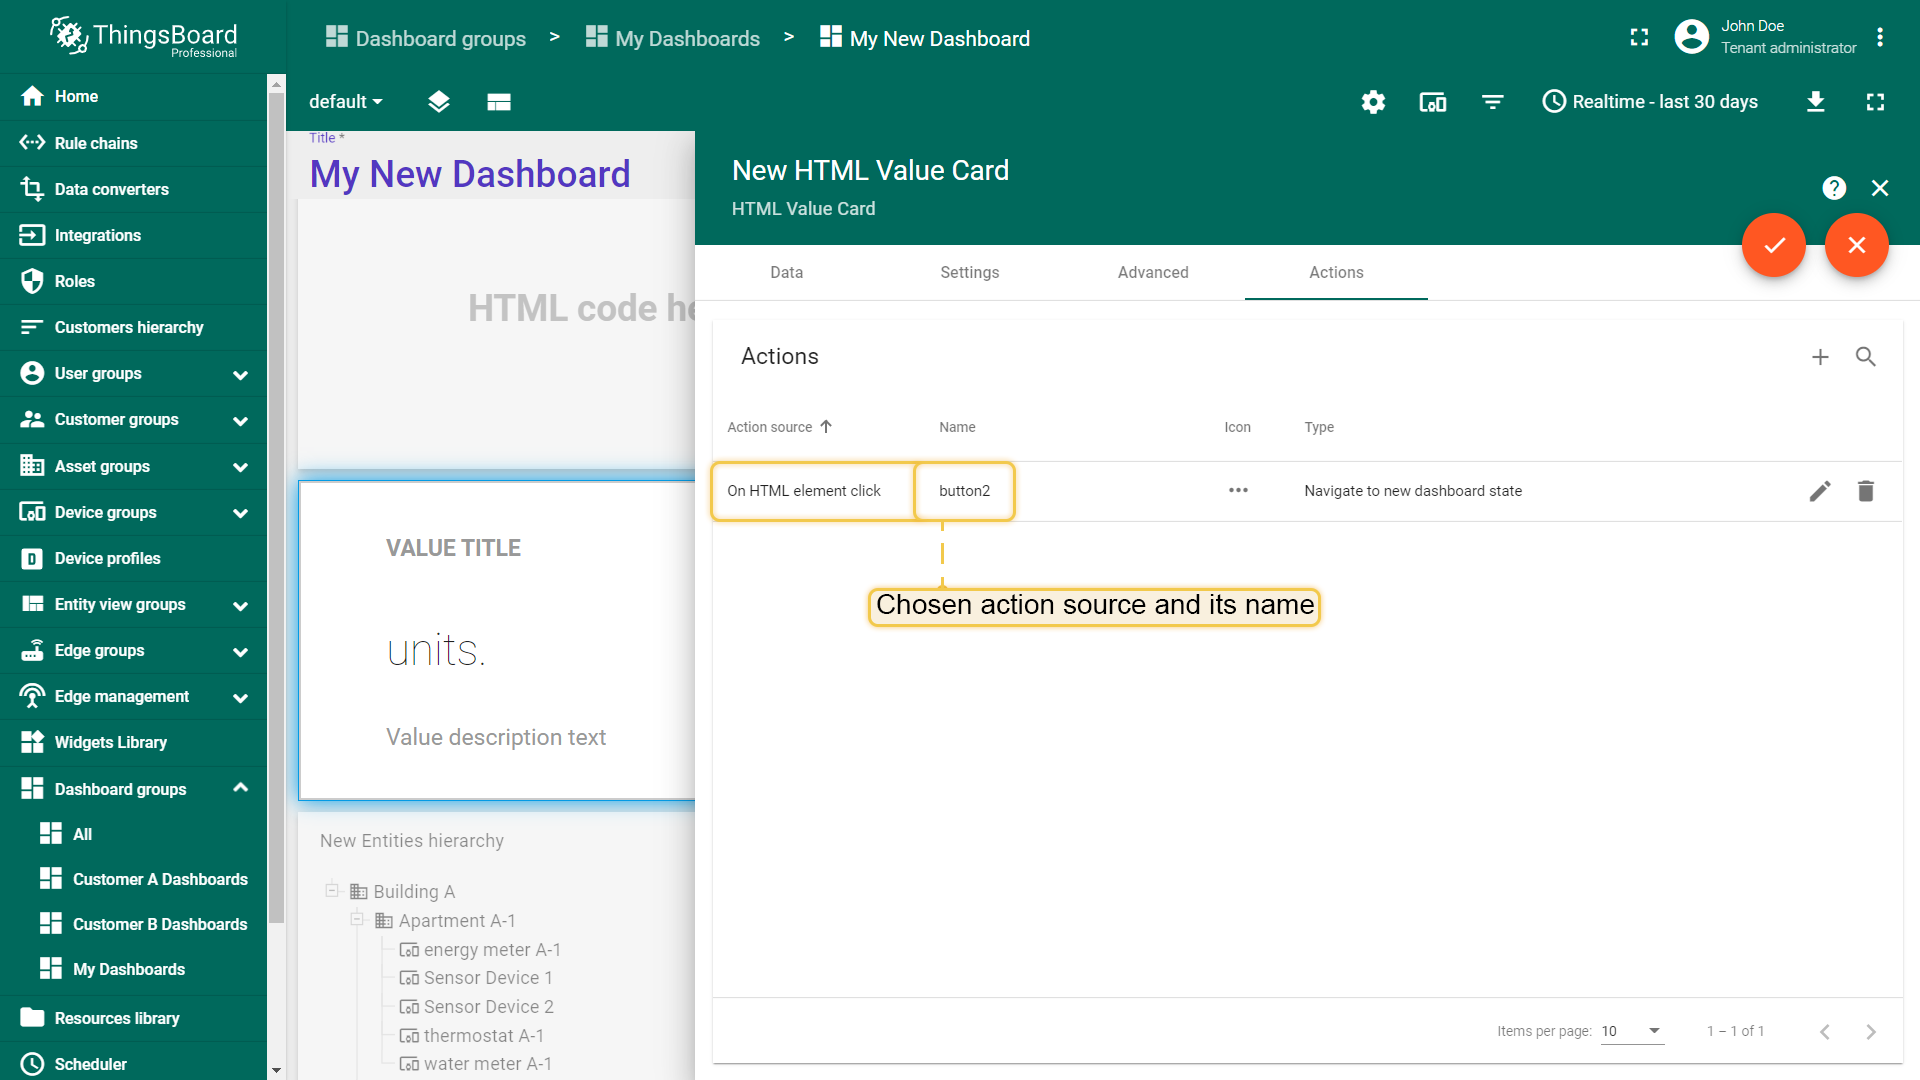 ThingsBoard
Professional
Dashboard groups > My Dashboards > My New Dashboard
John Doe
Tenant administrator
Home
Rule chains
Data converters
Integrations
Roles
Customers hierarchy
User groups
Customer groups
Asset groups
Device groups
Device profiles
Entity view groups
Edge groups
Edge management
Widgets Library
Dashboard groups
All
Customer A Dashboards
Customer B Dashboards
My Dashboards
Resources library
Scheduler
default
Realtime - last 30 days
Title *
My New Dashboard
HTML code he
VALUE TITLE
units.
Value description text
New Entities hierarchy
Building A
Apartment A-1
energy meter A-1
Sensor Device 1
Sensor Device 2
thermostat A-1
water meter A-1
New HTML Value Card
HTML Value Card
Data Settings Advanced Actions
Actions
Action source Name Icon Type
On HTML element click button2 Navigate to new dashboard state
Chosen action source and its name
Items per page: 10 1 – 1 of 1